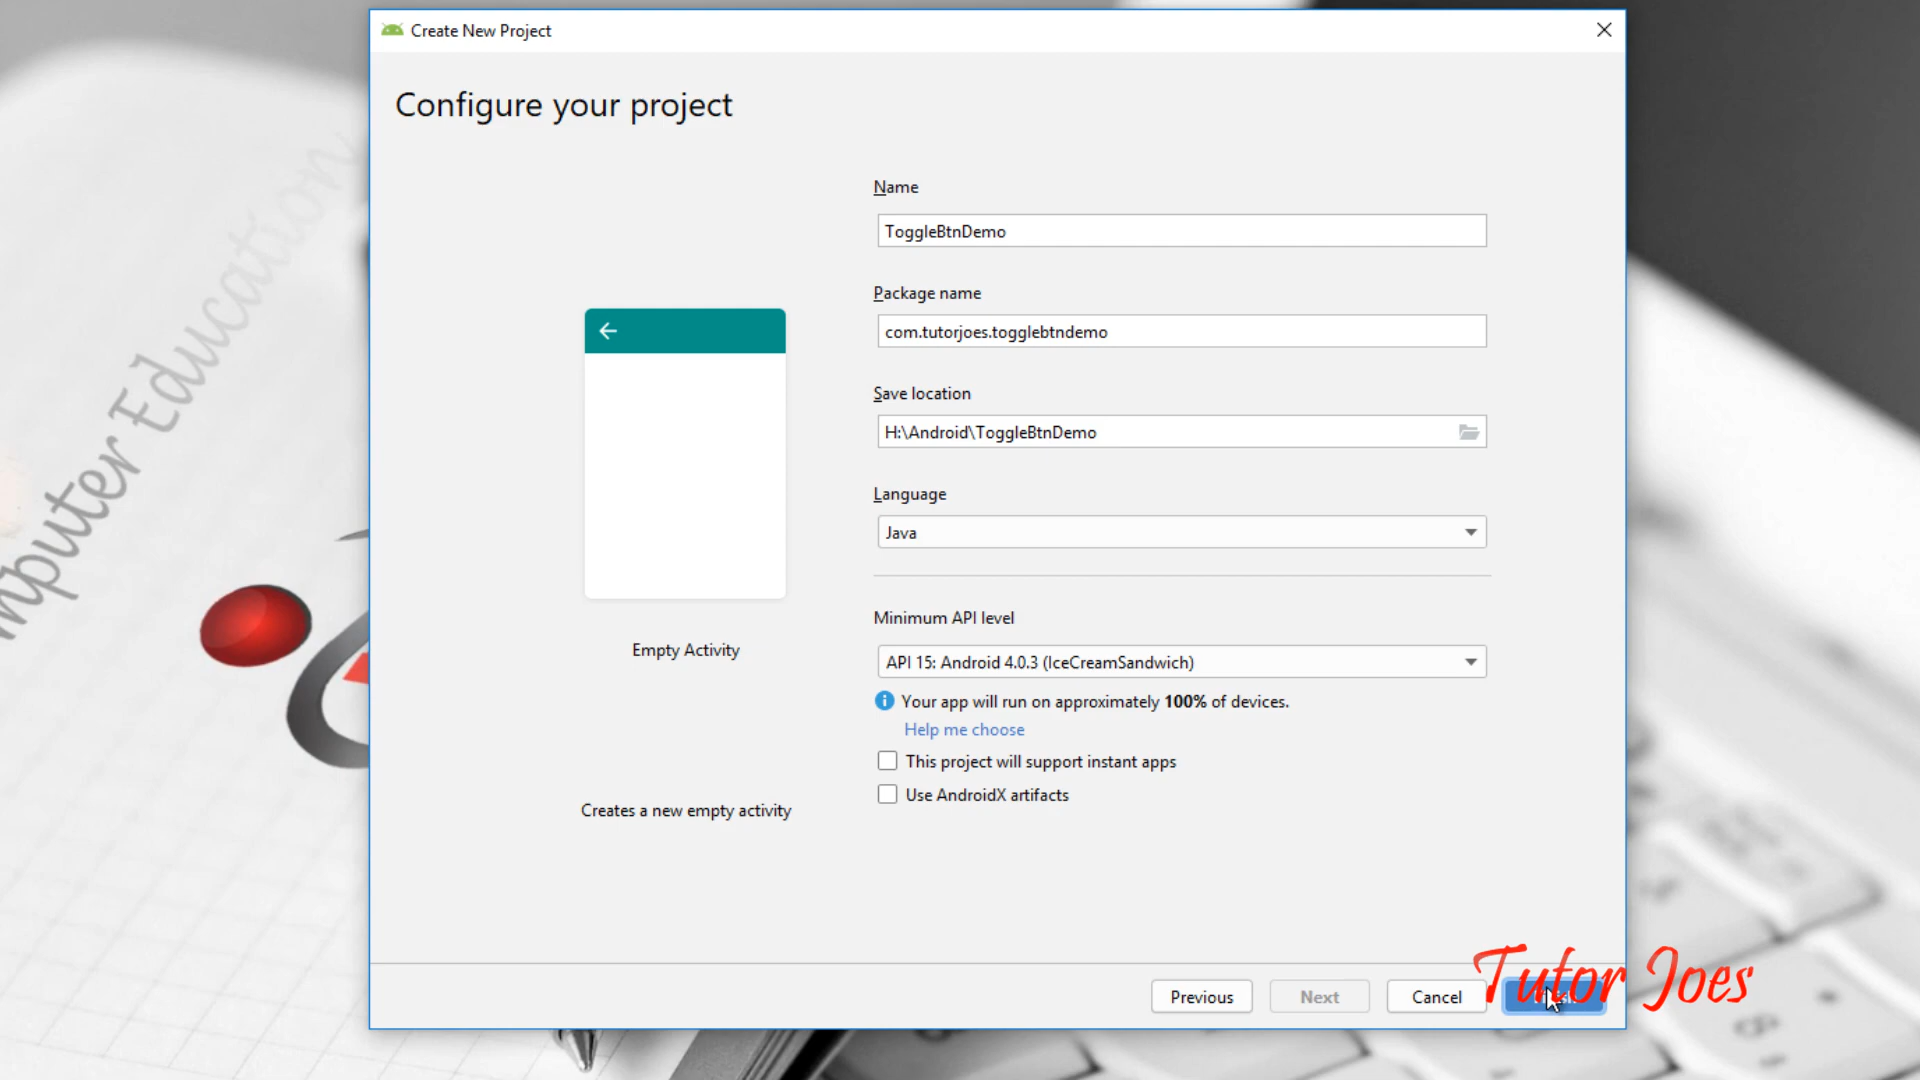 Create New Project
Configure your project
Name
ToggleBtnDemo
Package name
com.tutorjoes.togglebtndemo
Save location
H:\Android\ToggleBtnDemo
Language
Java
Minimum API level
API 15: Android 4.0.3 (IceCreamSandwich)
Your app will run on approximately 100% of devices.
Help me choose
This project will support instant apps
Use AndroidX artifacts
Empty Activity
Creates a new empty activity
Previous
Next
Cancel
Tutor Joes
Education